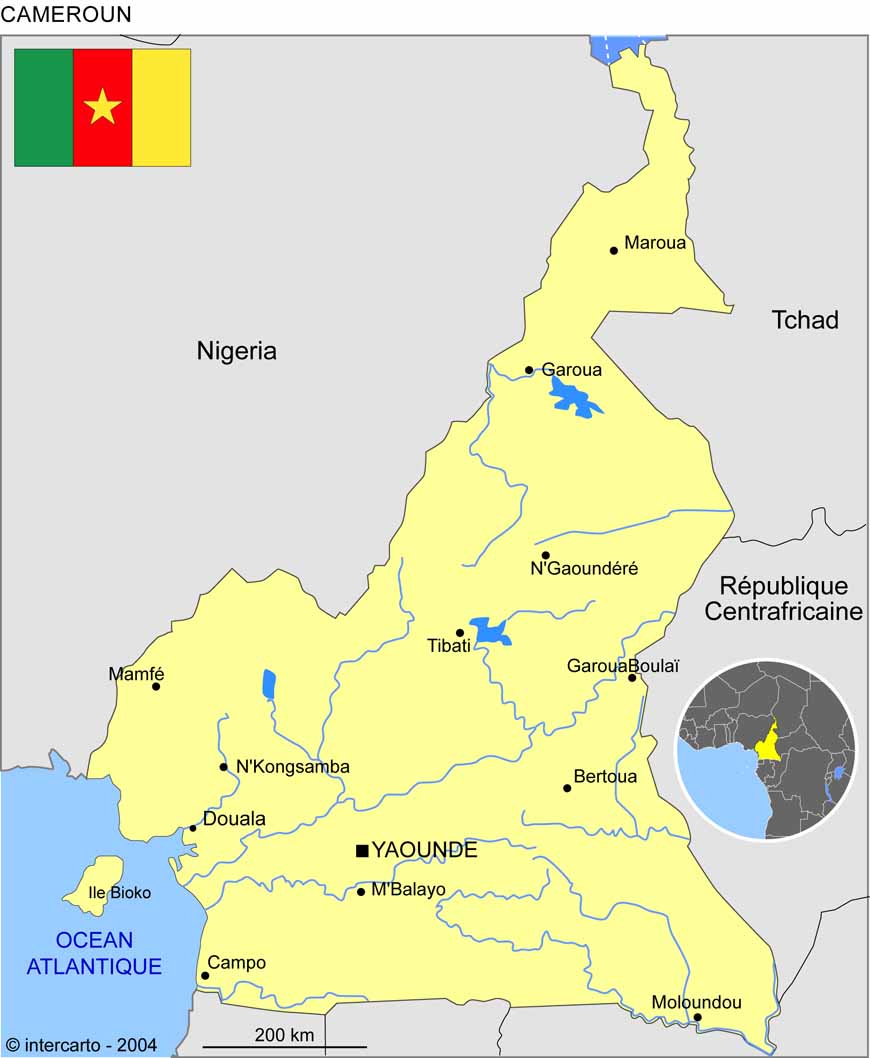 CAMEROUN
Maroua
Tchad
Nigeria
Garoua
N'Gaoundéré
République
Centrafricaine
Tibati
GarouaBoulaï
Mamfé
N'Kongsamba
Bertoua
Douala
YAOUNDE
M'Balayo
Ile Bioko
OCEAN
ATLANTIQUE
Campo
Moloundou
200 km
© intercarto - 2004